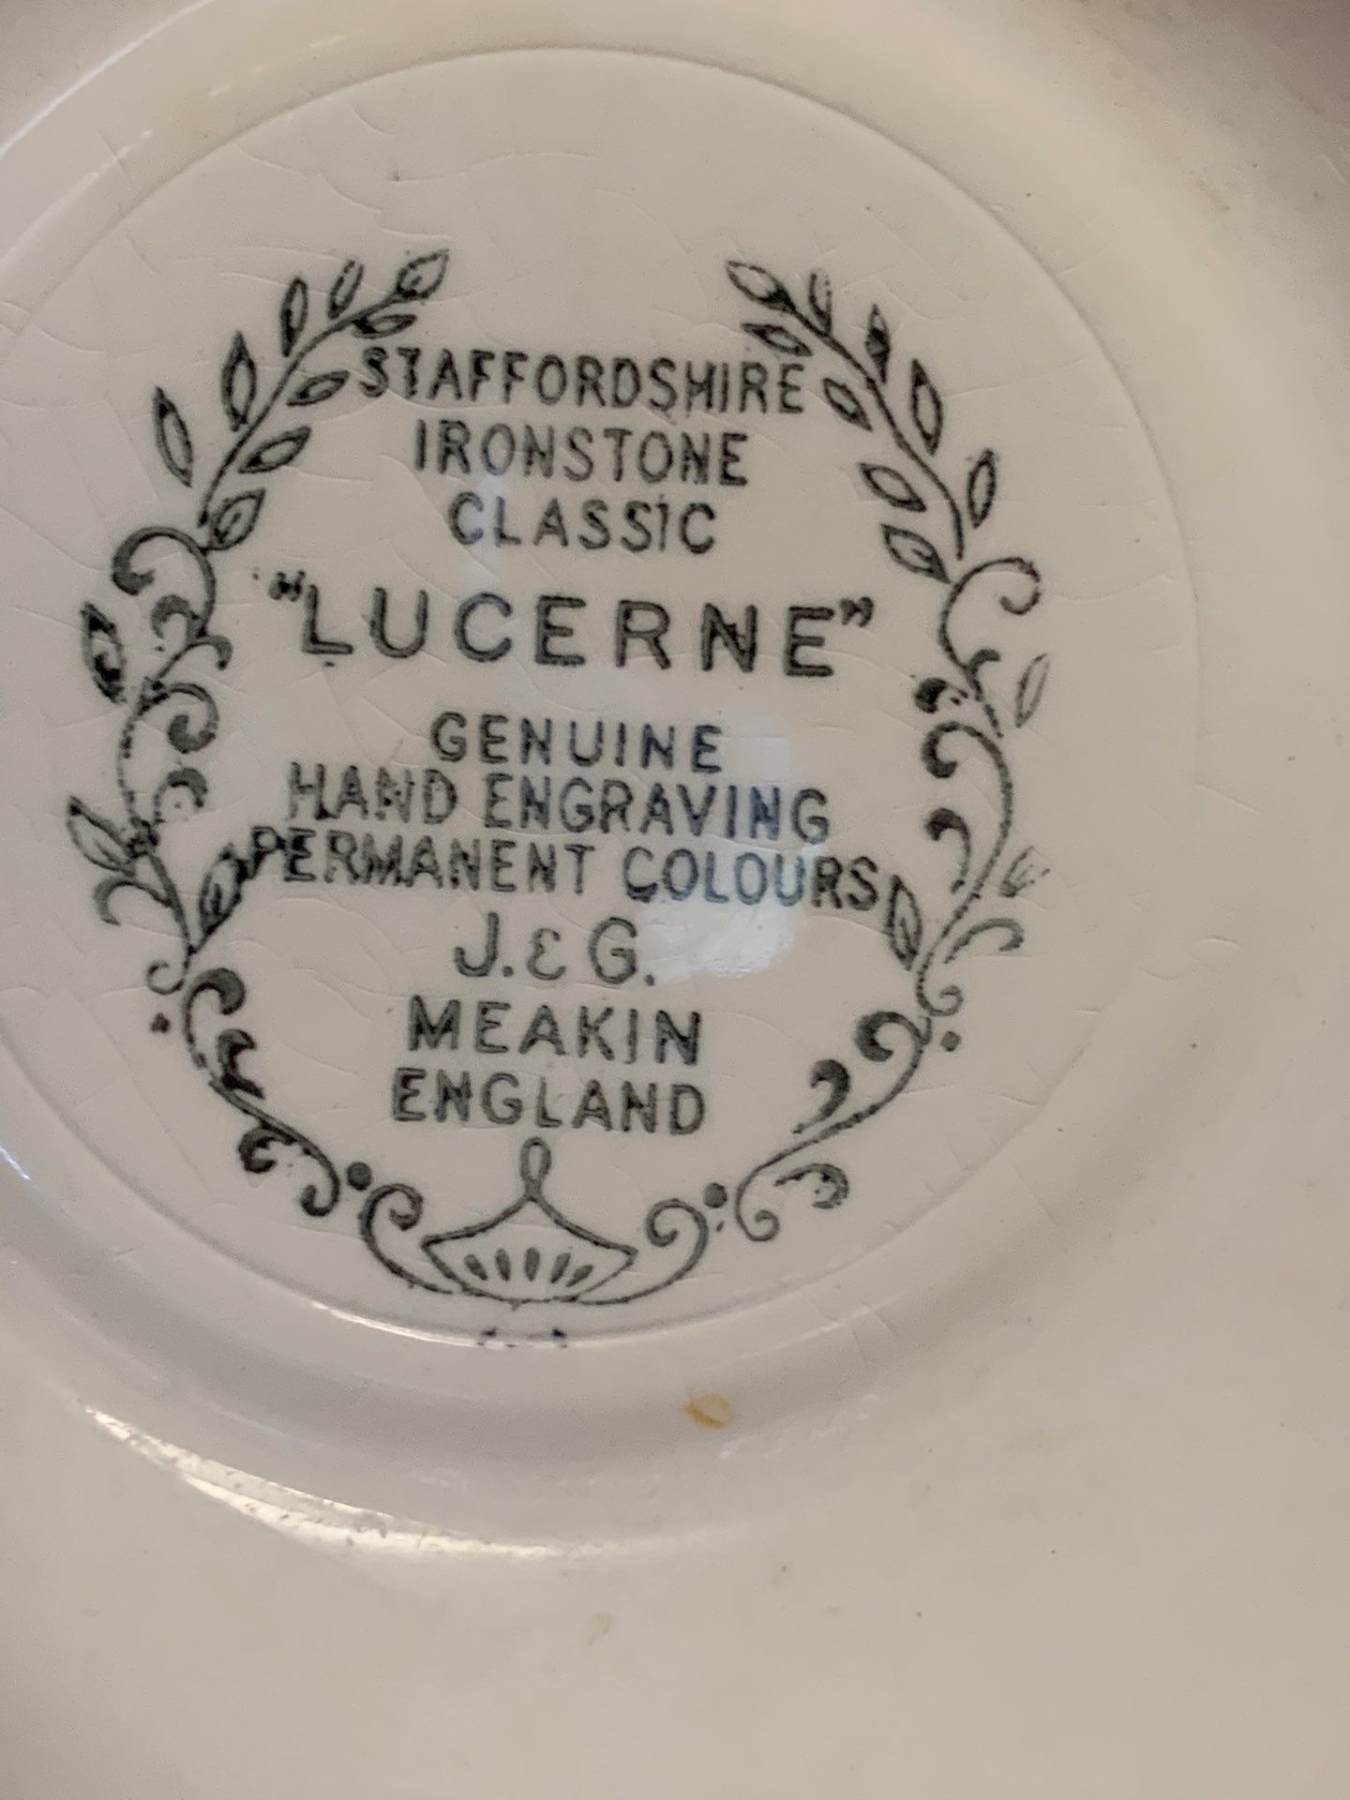 STAFFORDSHIRE
IRONSTONE
CLASSIC
"LUCERNE"
GENUINE
HAND ENGRAVING
PERMANENT COLOURS
J. & G.
MEAKIN
ENGLAND